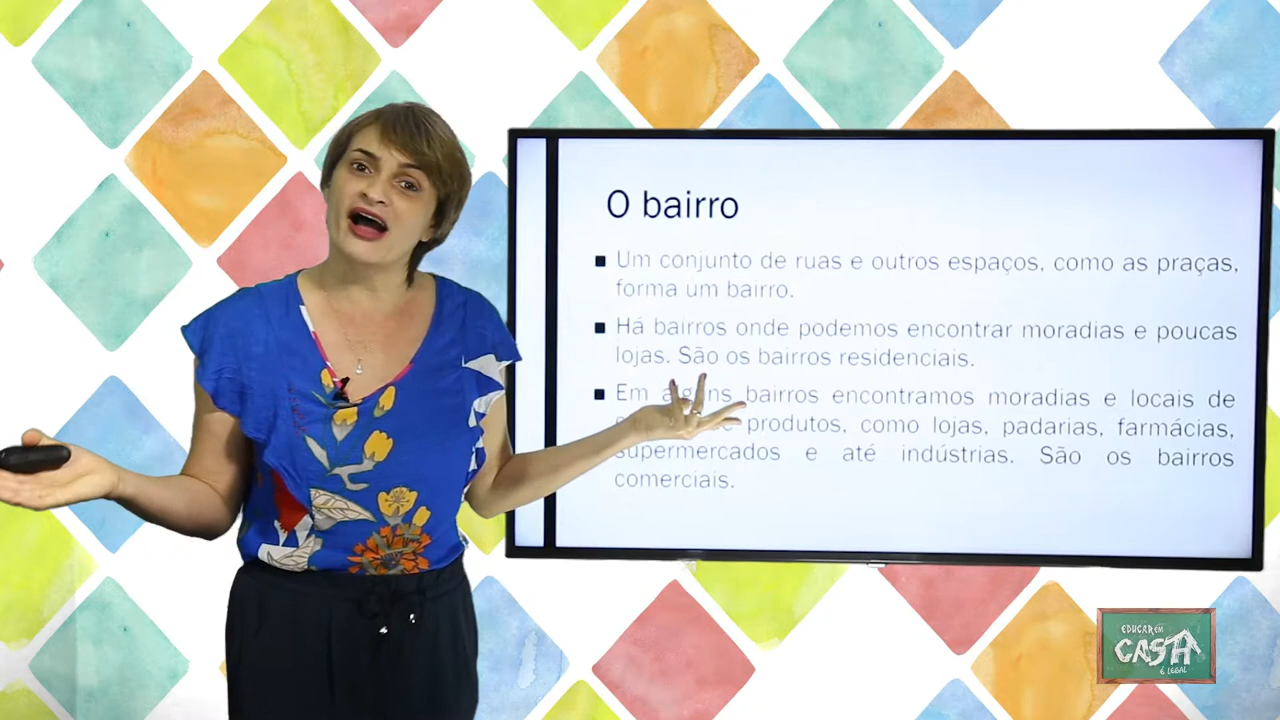 O bairro
Um conjunto de ruas e outros espaços, como as praças,
forma um bairro.
Há bairros onde podemos encontrar moradias e poucas
lojas. São os bairros residenciais.
Em alguns bairros encontramos moradias e locais de
produtos, como lojas, padarias, farmácias,
supermercados e até indústrias. São os bairros
comerciais.
EDUCAR EM
CASA
É LEGAL